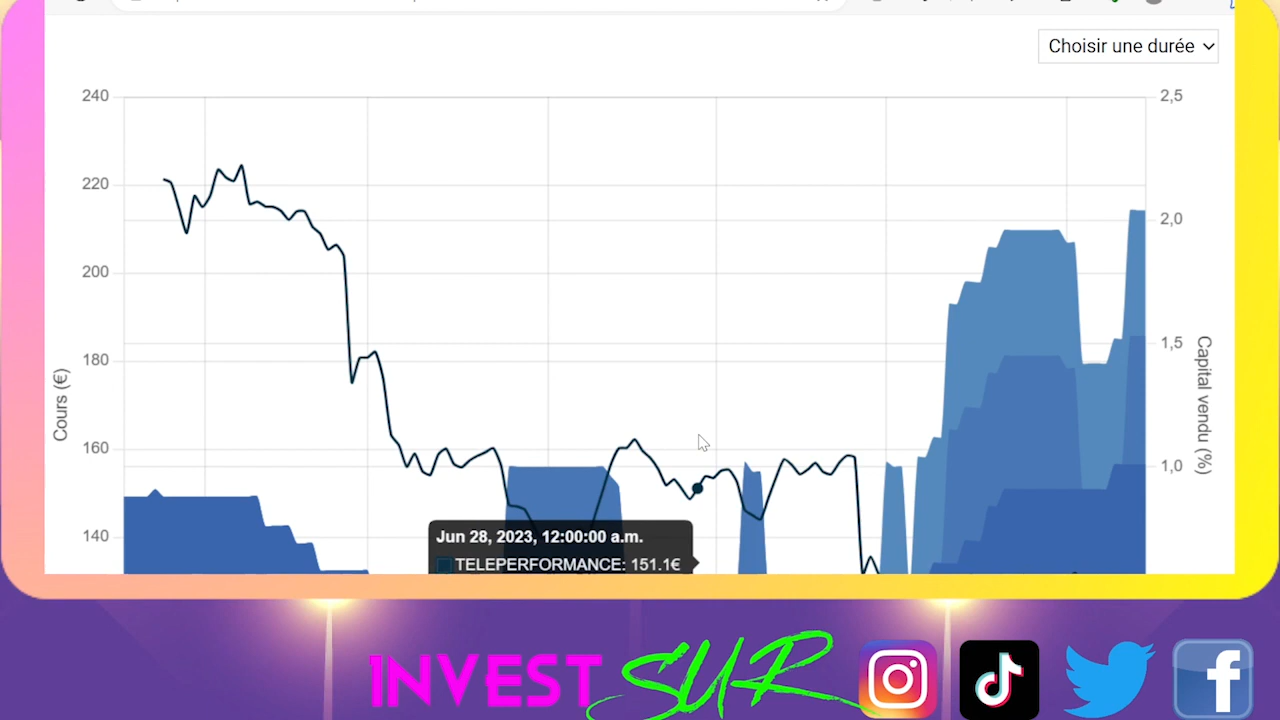 Choisir une durée
240
220
200
180
160
140
2,5
2,0
1,5
1,0
Cours (€)
Capital vendu (%)
Jun 28, 2023, 12:00:00 a.m.
TELEPERFORMANCE: 151.1€
INVEST SUR